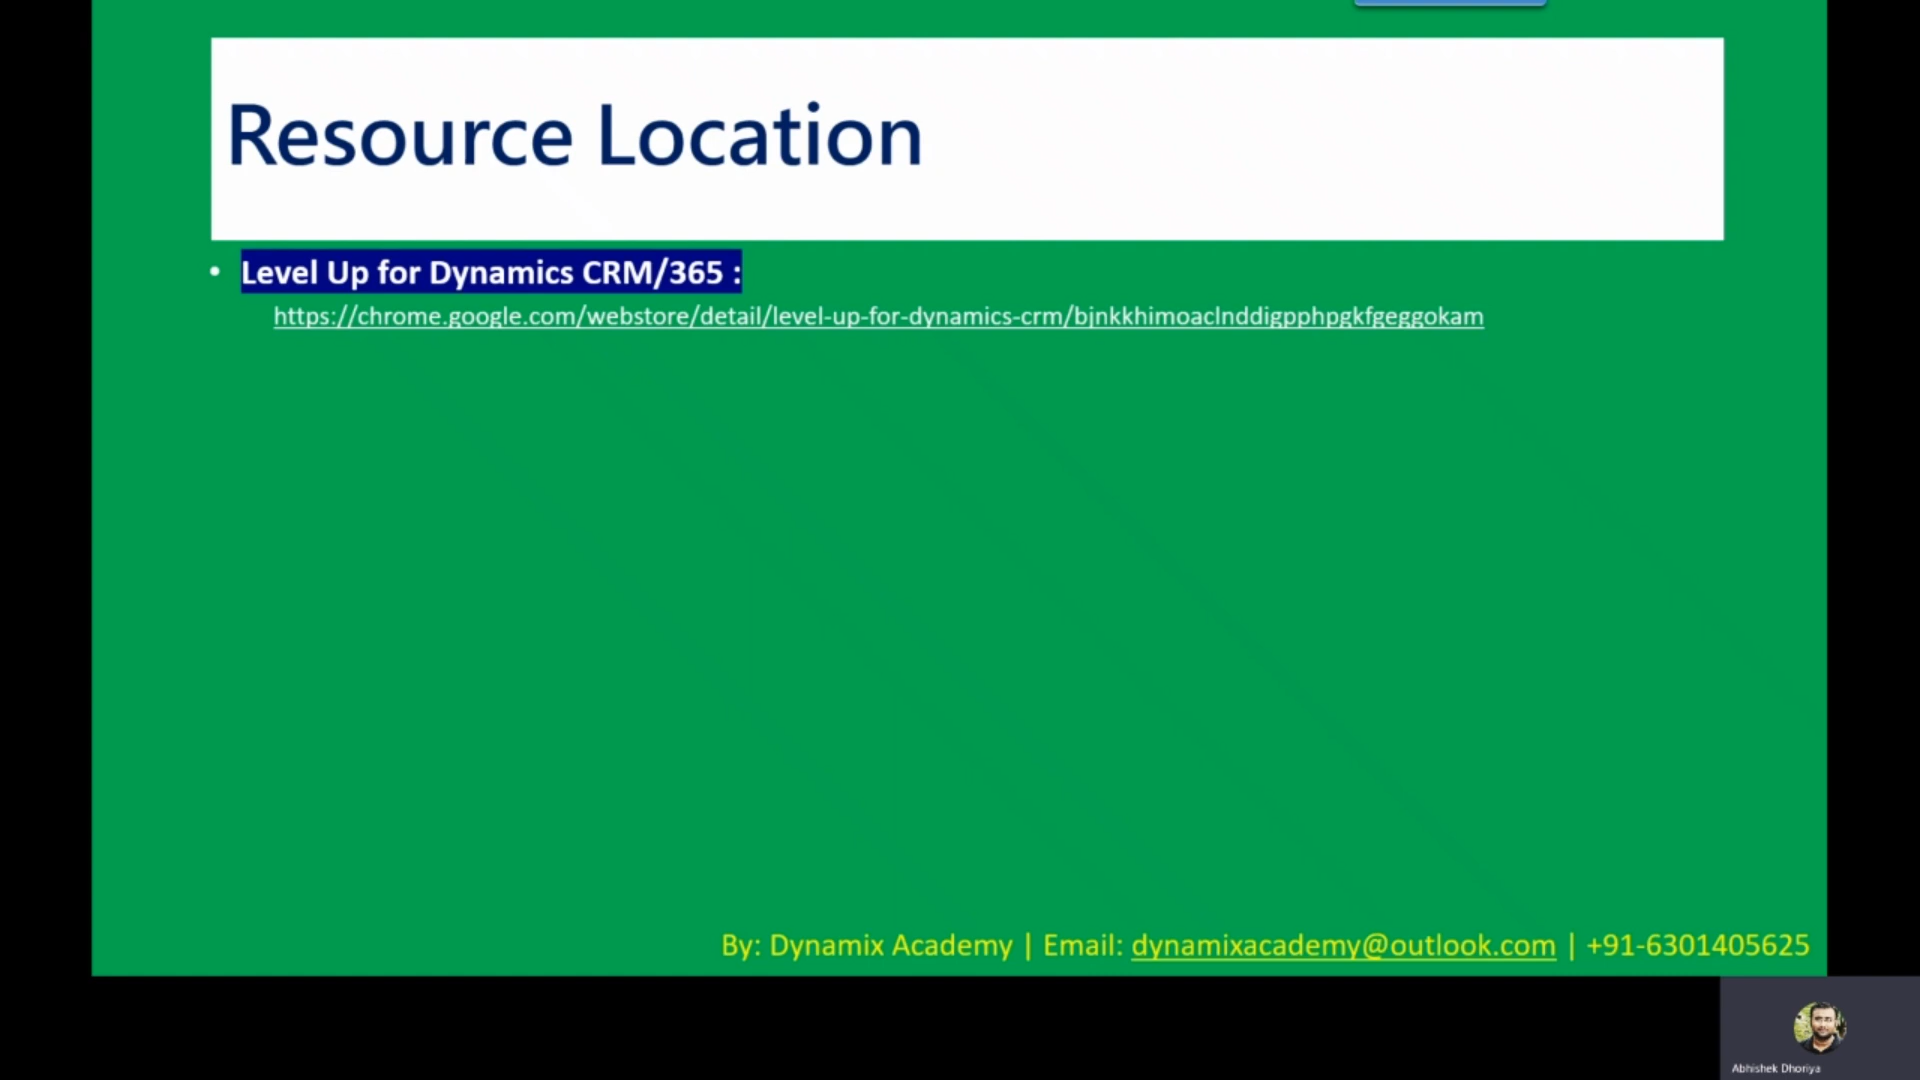 Resource Location
• Level Up for Dynamics CRM/365 :
https://chrome.google.com/webstore/detail/level-up-for-dynamics-crm/bjnkkhimoaclnddigpphpgkfgeggokam
By: Dynamix Academy | Email: dynamixacademy@outlook.com | +91-6301405625
Abhishek Dhoriya